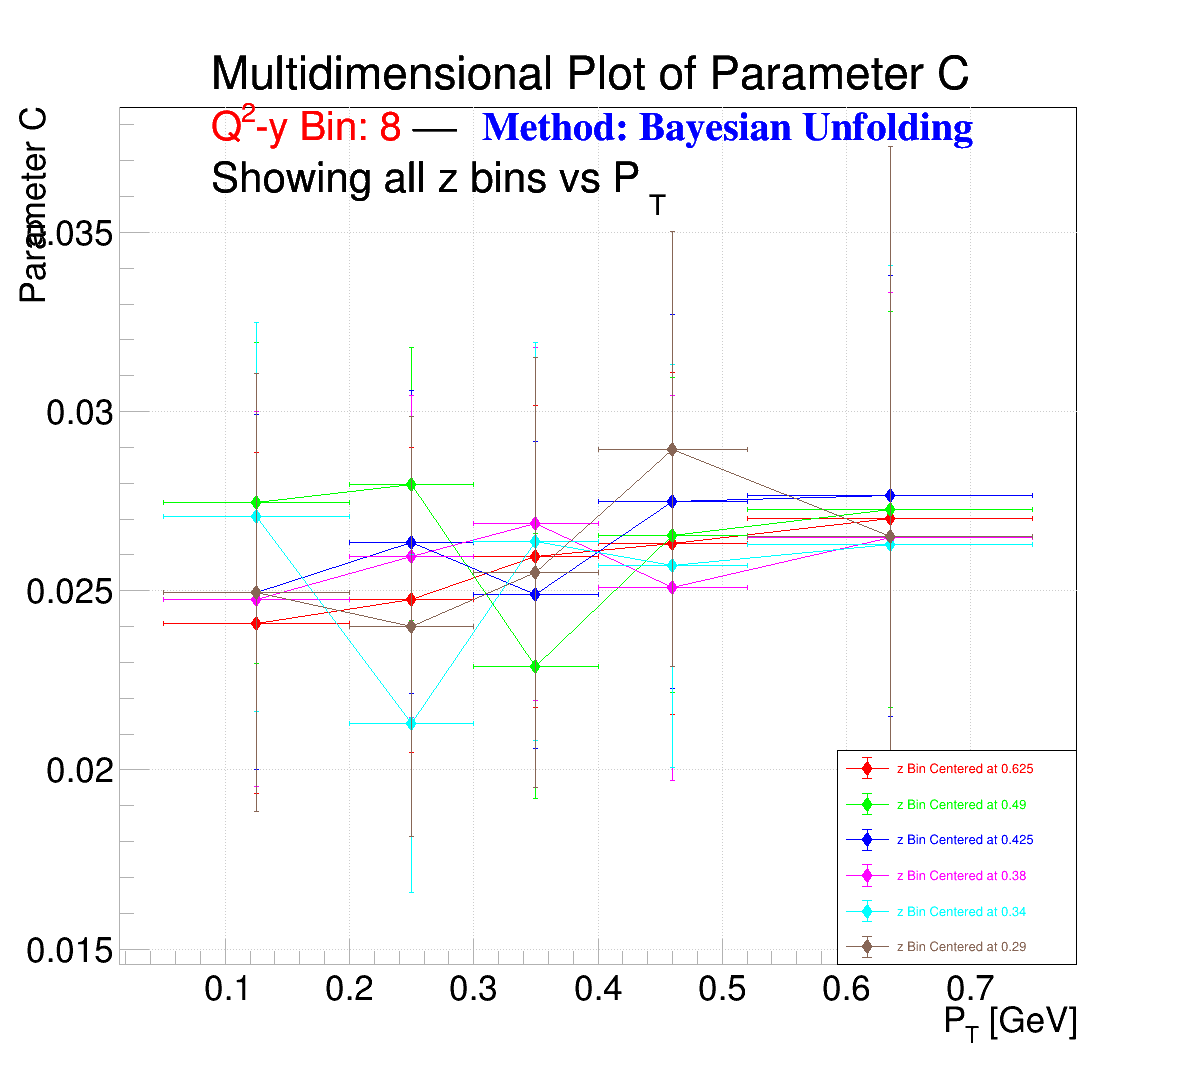 Multidimensional Plot of Parameter C
Q²-y Bin: 8 — Method: Bayesian Unfolding
Showing all z bins vs P_T
Parameter C
0.035
0.03
0.025
0.02
0.015
z Bin Centered at 0.625
z Bin Centered at 0.49
z Bin Centered at 0.425
z Bin Centered at 0.38
z Bin Centered at 0.34
z Bin Centered at 0.29
0.1 0.2 0.3 0.4 0.5 0.6 0.7
P_T [GeV]